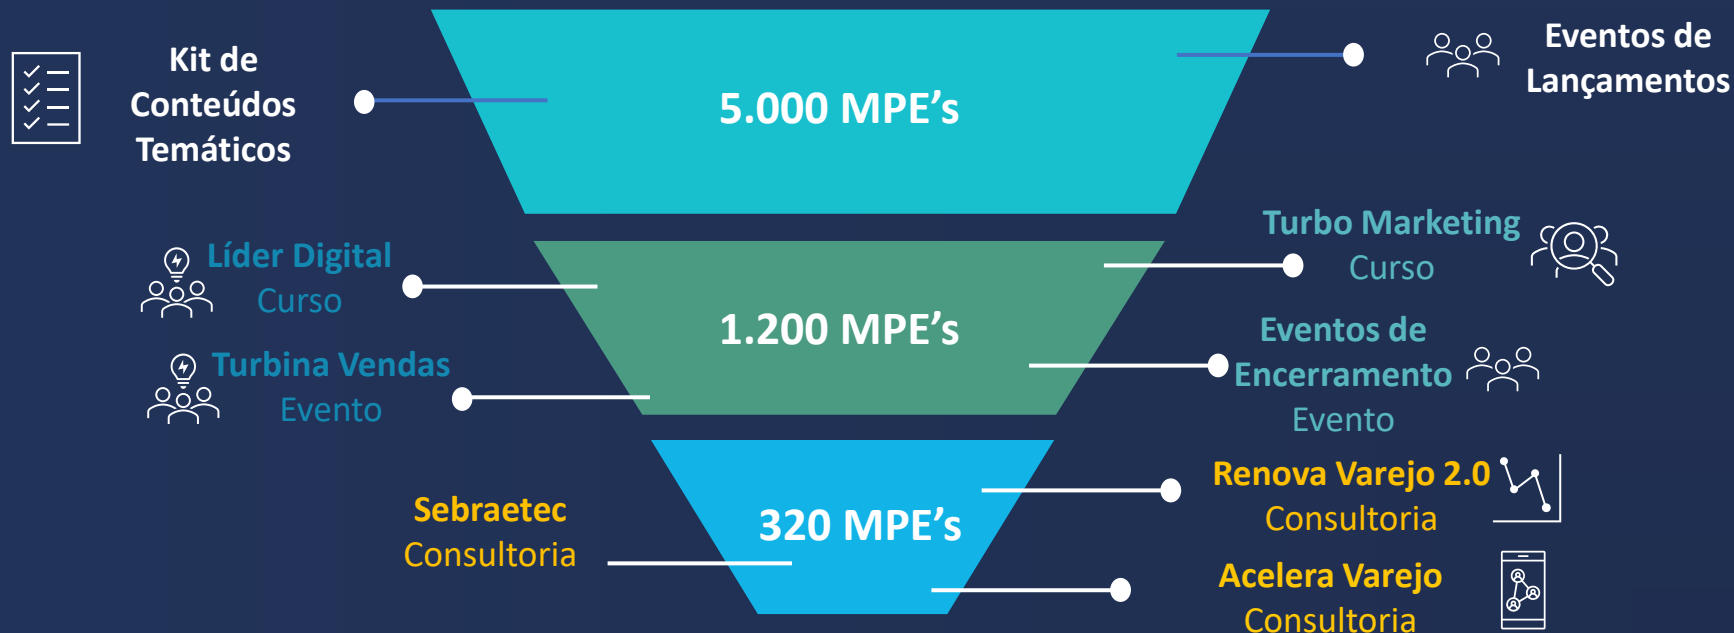 Kit de
Conteúdos
Temáticos
5.000 MPE’s
Eventos de
Lançamentos
Líder Digital
Curso
Turbina Vendas
Evento
1.200 MPE’s
Turbo Marketing
Curso
Eventos de
Encerramento
Evento
Sebraetec
Consultoria
320 MPE’s
Renova Varejo 2.0
Consultoria
Acelera Varejo
Consultoria